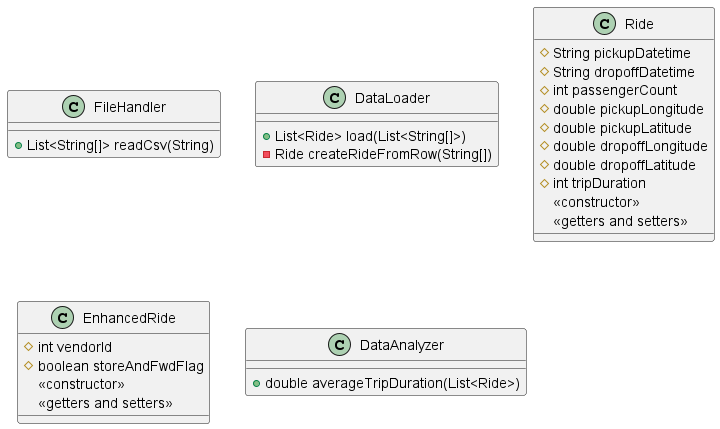 C FileHandler
List<String[]> readCsv(String)
C DataLoader
List<Ride> load(List<String[]>)
Ride createRideFromRow(String[])
C Ride
String pickupDatetime
String dropoffDatetime
int passengerCount
double pickupLongitude
double pickupLatitude
double dropoffLongitude
double dropoffLatitude
int tripDuration
«constructor»
«getters and setters»
C EnhancedRide
int vendorId
boolean storeAndFwdFlag
«constructor»
«getters and setters»
C DataAnalyzer
double averageTripDuration(List<Ride>)